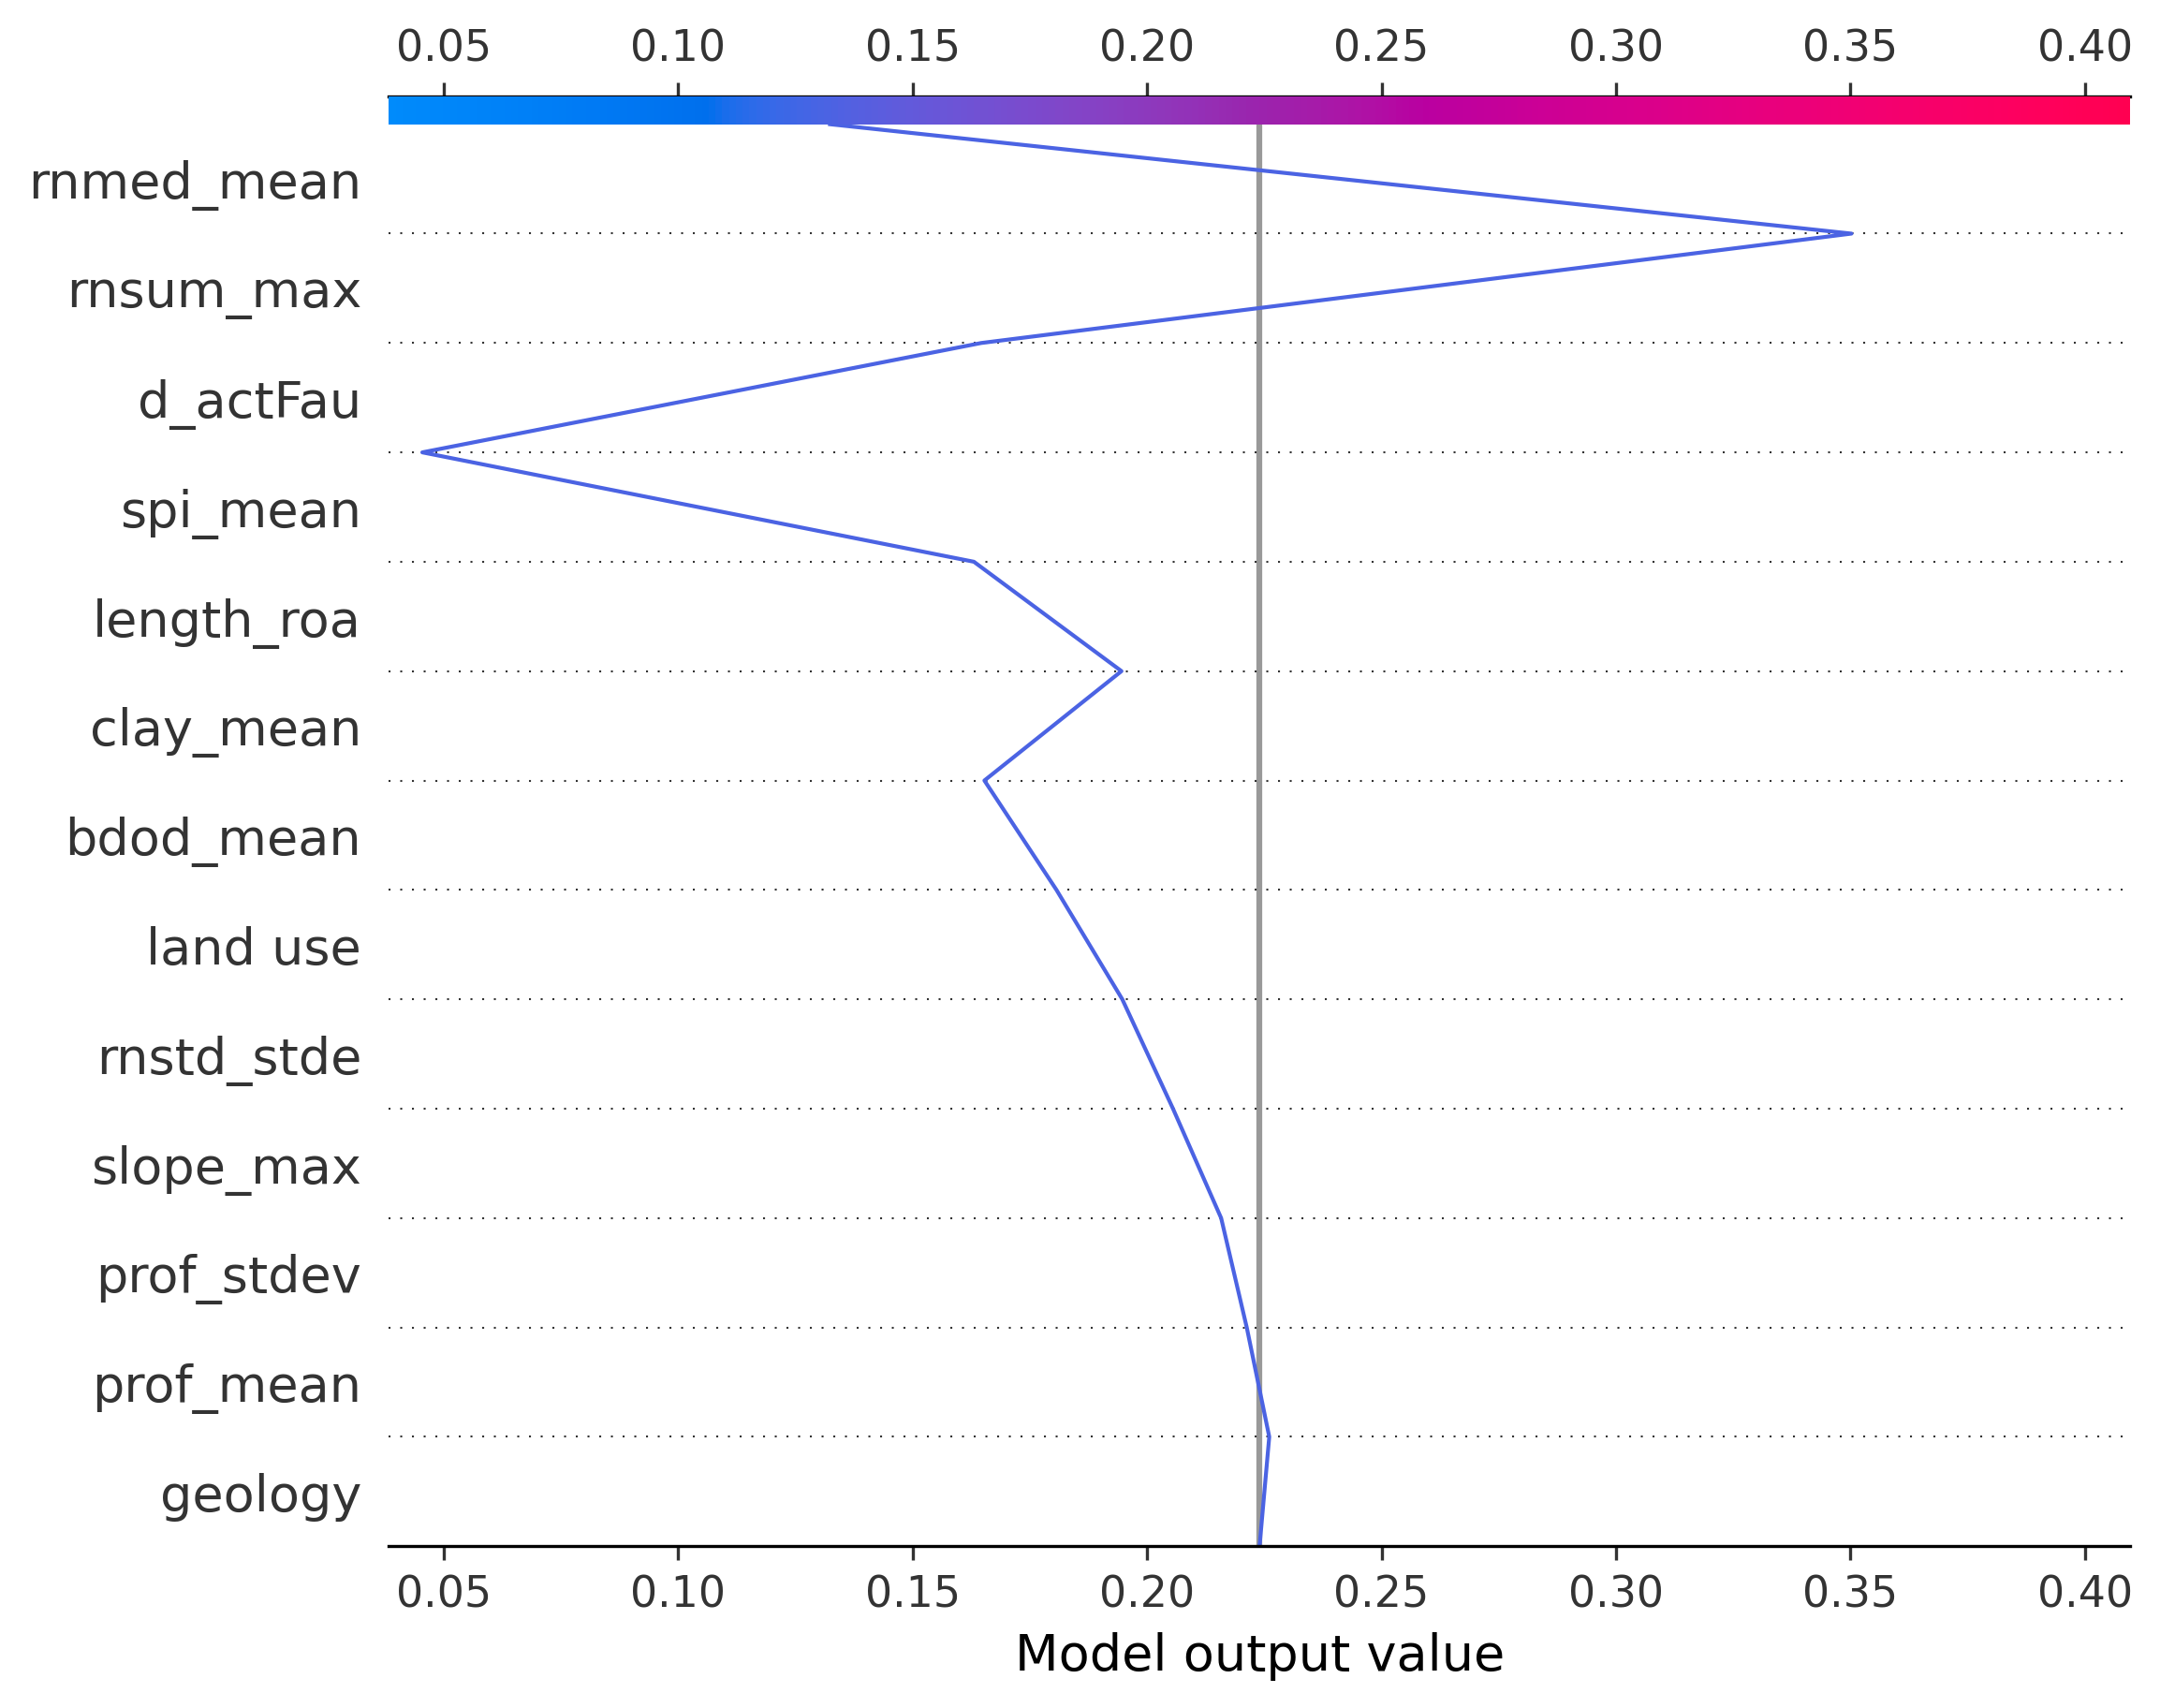 0.05 0.10 0.15 0.20 0.25 0.30 0.35 0.40
rnmed_mean
rnsum_max
d_actFau
spi_mean
length_roa
clay_mean
bdod_mean
land use
rnstd_stde
slope_max
prof_stdev
prof_mean
geology
0.05 0.10 0.15 0.20 0.25 0.30 0.35 0.40
Model output value